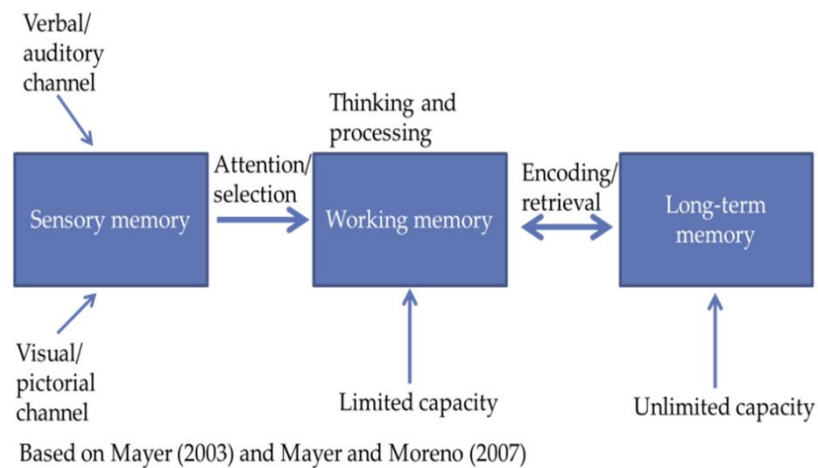 Verbal/
auditory
channel
Thinking and
processing
Attention/
selection
Encoding/
retrieval
Sensory memory
Working memory
Long-term
memory
Visual/
pictorial
channel
Limited capacity
Unlimited capacity
Based on Mayer (2003) and Mayer and Moreno (2007)